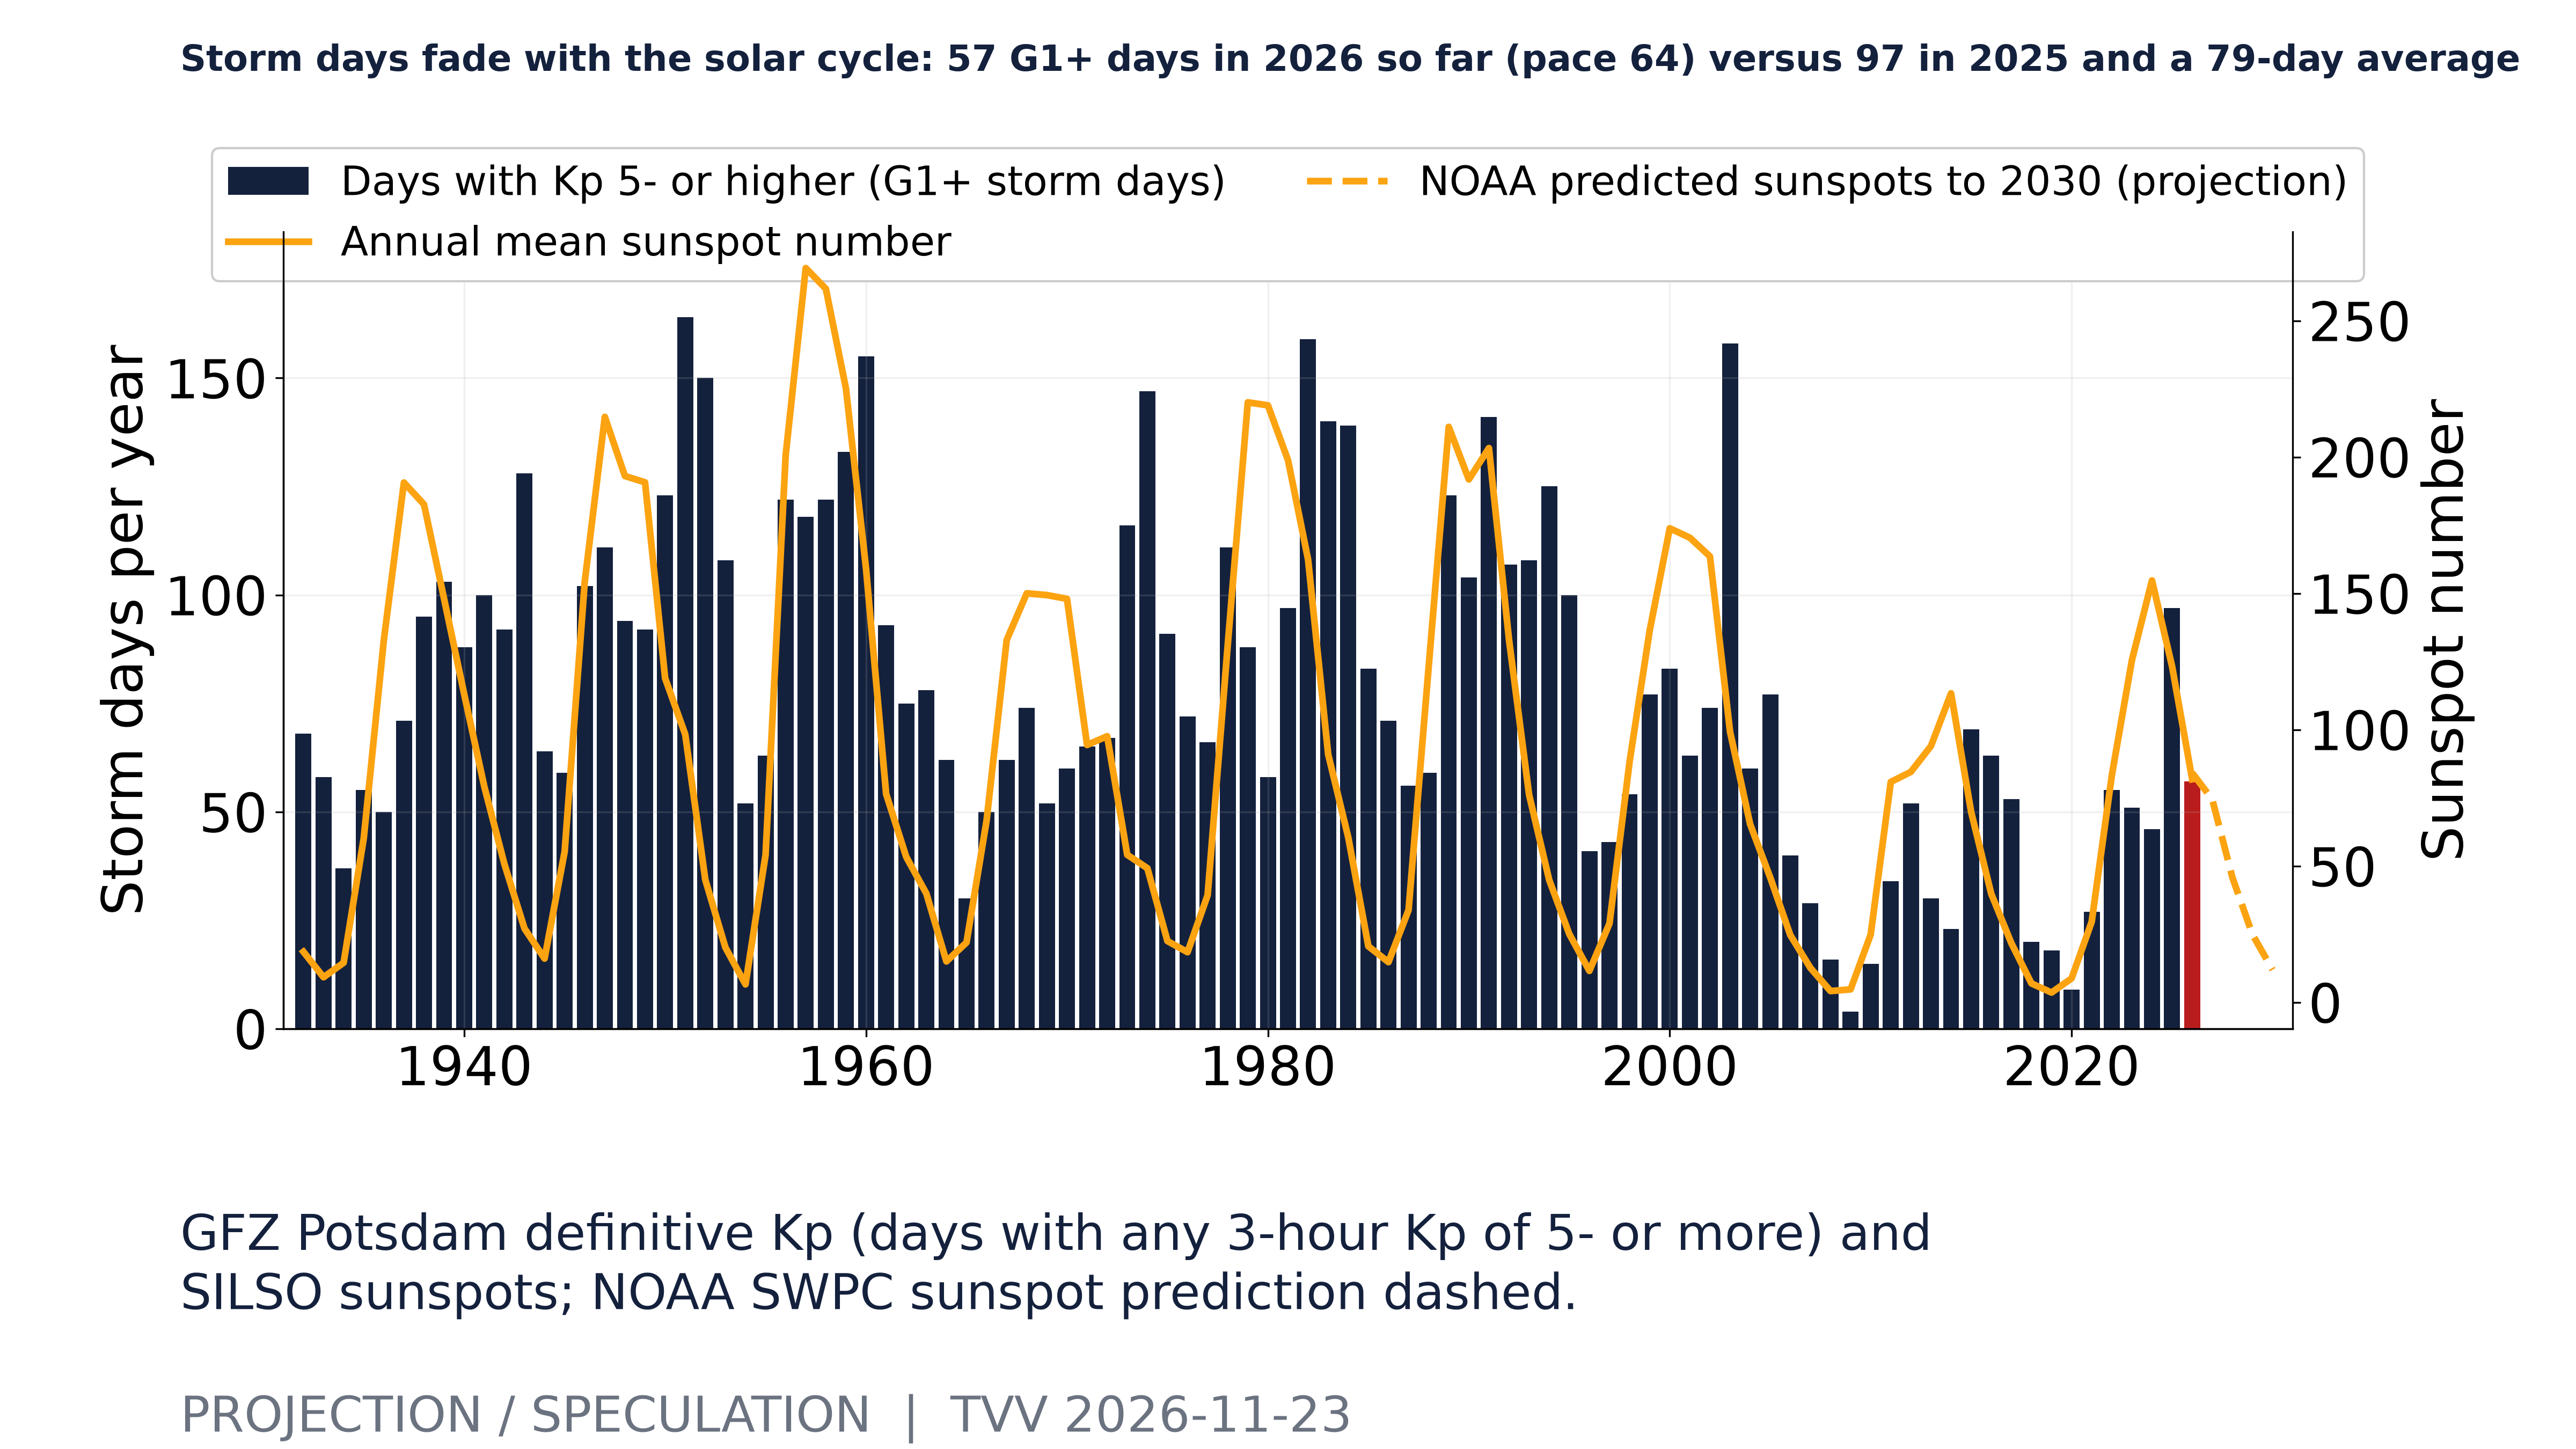 Storm days fade with the solar cycle: 57 G1+ days in 2026 so far (pace 64) versus 97 in 2025 and a 79-day average
Days with Kp 5- or higher (G1+ storm days)
Annual mean sunspot number
NOAA predicted sunspots to 2030 (projection)
Storm days per year
150
100
50
0
1940
1960
1980
2000
2020
250
200
150
100
50
0
Sunspot number
GFZ Potsdam definitive Kp (days with any 3-hour Kp of 5- or more) and
SILSO sunspots; NOAA SWPC sunspot prediction dashed.
PROJECTION / SPECULATION | TVV 2026-11-23